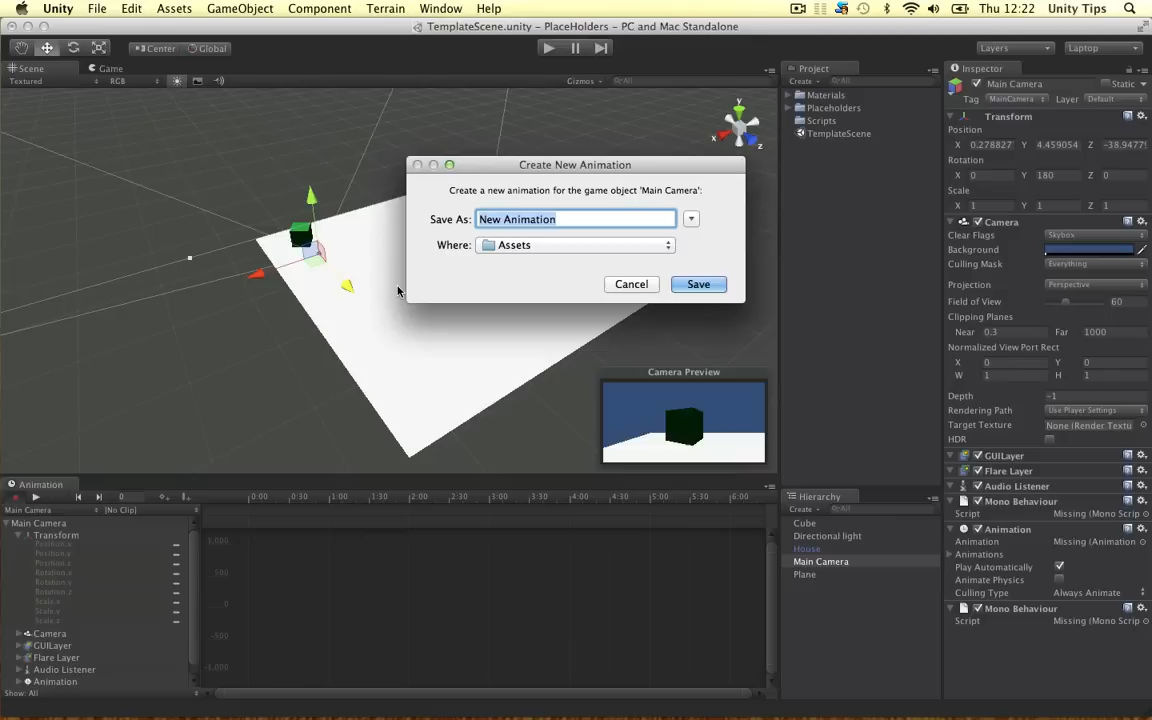 Unity File Edit Assets GameObject Component Terrain Window Help Thu 12:22 Unity Tips
TemplateScene.unity - PlaceHolders - PC and Mac Standalone
Center Global Layers Laptop
Scene Game
Textured RGB Gizmos All
y
x
z
Create New Animation
Create a new animation for the game object 'Main Camera':
Save As: New Animation
Where: Assets
Cancel Save
Camera Preview
Project
Create All
Materials
Placeholders
Scripts
TemplateScene
Inspector
Main Camera Static
Tag MainCamera Layer Default
Transform
Position
X 0.278827 Y 4.459054 Z -38.9477
Rotation
X 0 Y 180 Z 0
Scale
X 1 Y 1 Z 1
Camera
Clear Flags Skybox
Background
Culling Mask Everything
Projection Perspective
Field of View 60
Clipping Planes
Near 0.3 Far 1000
Normalized View Port Rect
X 0 Y 0
W 1 H 1
Depth -1
Rendering Path Use Player Settings
Target Texture None (Render Textu
HDR
GUILayer
Flare Layer
Audio Listener
Mono Behaviour
Script Missing (Mono Scrip
Animation
Animation Missing (Animation
Animations
Play Automatically
Animate Physics
Culling Type Always Animate
Mono Behaviour
Script Missing (Mono Scrip
Animation
0 0:00 0:30 1:00 1:30 2:00 2:30 3:00 3:30 4:00 4:30 5:00 5:30 6:00
Main Camera [No Clip]
Main Camera
Transform
Position.x
Position.y
Position.z
Rotation.x
Rotation.y
Rotation.z
Scale.x
Scale.y
Scale.z
Camera
GUILayer
Flare Layer
Audio Listener
Animation
Show: All
Hierarchy
Create All
Cube
Directional light
House
Main Camera
Plane